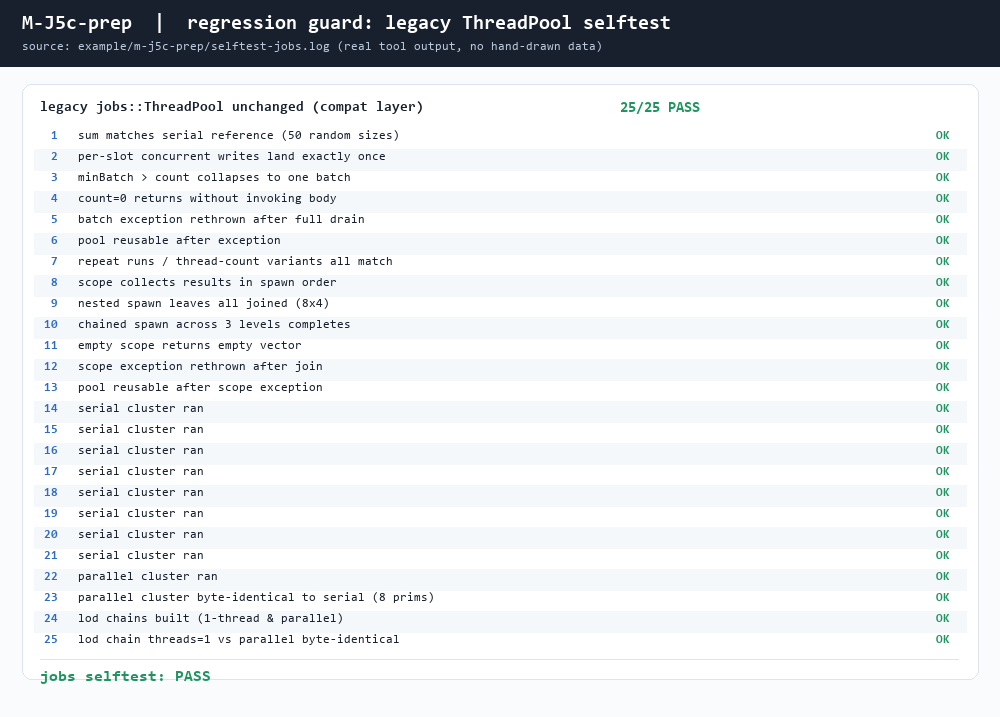 M-J5c-prep | regression guard: legacy ThreadPool selftest
source: example/m-j5c-prep/selftest-jobs.log (real tool output, no hand-drawn data)
legacy jobs::ThreadPool unchanged (compat layer) 25/25 PASS
1 sum matches serial reference (50 random sizes) OK
2 per-slot concurrent writes land exactly once OK
3 minBatch > count collapses to one batch OK
4 count=0 returns without invoking body OK
5 batch exception rethrown after full drain OK
6 pool reusable after exception OK
7 repeat runs / thread-count variants all match OK
8 scope collects results in spawn order OK
9 nested spawn leaves all joined (8x4) OK
10 chained spawn across 3 levels completes OK
11 empty scope returns empty vector OK
12 scope exception rethrown after join OK
13 pool reusable after scope exception OK
14 serial cluster ran OK
15 serial cluster ran OK
16 serial cluster ran OK
17 serial cluster ran OK
18 serial cluster ran OK
19 serial cluster ran OK
20 serial cluster ran OK
21 serial cluster ran OK
22 parallel cluster ran OK
23 parallel cluster byte-identical to serial (8 prims) OK
24 lod chains built (1-thread & parallel) OK
25 lod chain threads=1 vs parallel byte-identical OK
jobs selftest: PASS